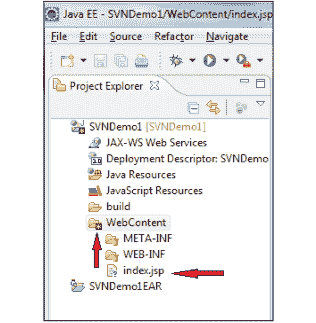 Java EE - SVNDemo1/WebContent/index.jsp
File Edit Source Refactor Navigate
Project Explorer
SVNDemo1 [SVNDemo1]
JAX-WS Web Services
Deployment Descriptor: SVNDemo
Java Resources
JavaScript Resources
build
WebContent
META-INF
WEB-INF
index.jsp
SVNDemo1EAR